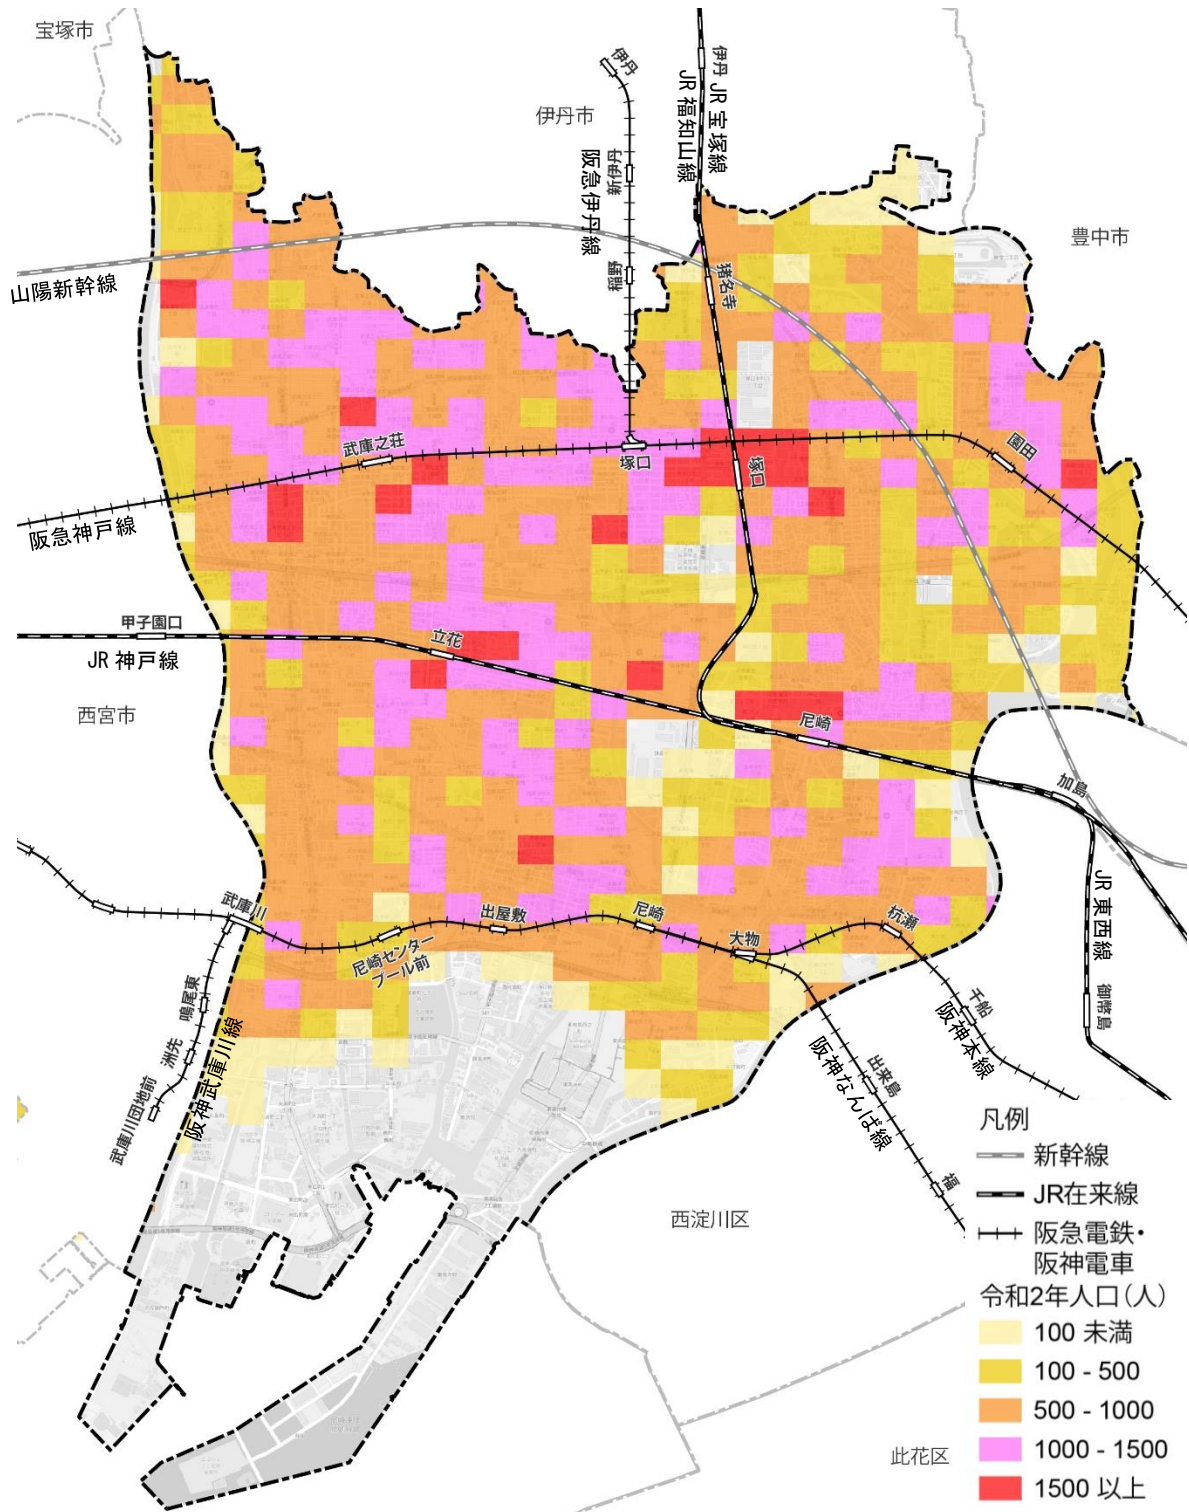 宝塚市
伊丹
伊丹
JR 宝塚線
JR 福知山線
伊丹市
阪急伊丹線
新伊丹
豊中市
山陽新幹線
稲野
猪名寺
武庫之荘
塚口
塚口
園田
阪急神戸線
甲子園口
JR 神戸線
立花
西宮市
尼崎
加島
武庫川
出屋敷
尼崎
杭瀬
大物
尼崎センター
プール前
JR 東西線
鳴尾東
千船
御幣島
洲先
阪神武庫川線
阪神本線
武庫川団地前
出来島
阪神なんば線
福
西淀川区
此花区
凡例
新幹線
JR在来線
阪急電鉄・
阪神電車
令和2年人口(人)
100 未満
100 - 500
500 - 1000
1000 - 1500
1500 以上